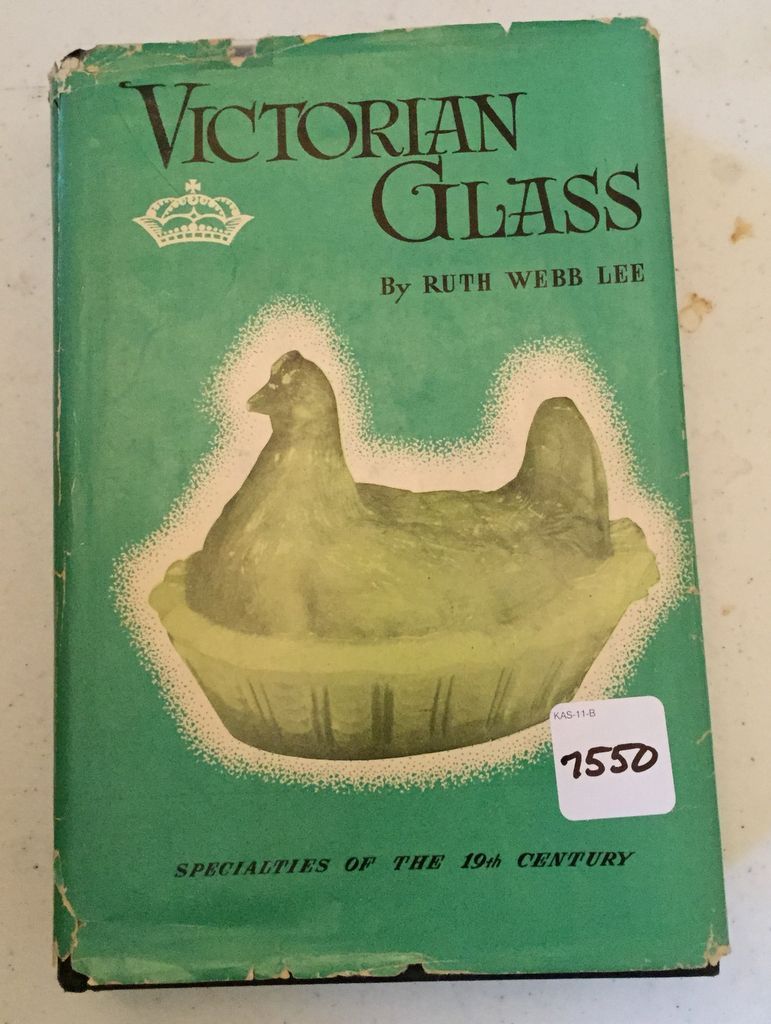 VICTORIAN
GLASS
By RUTH WEBB LEE
KAS-11-B
7550
SPECIALTIES OF THE 19th CENTURY